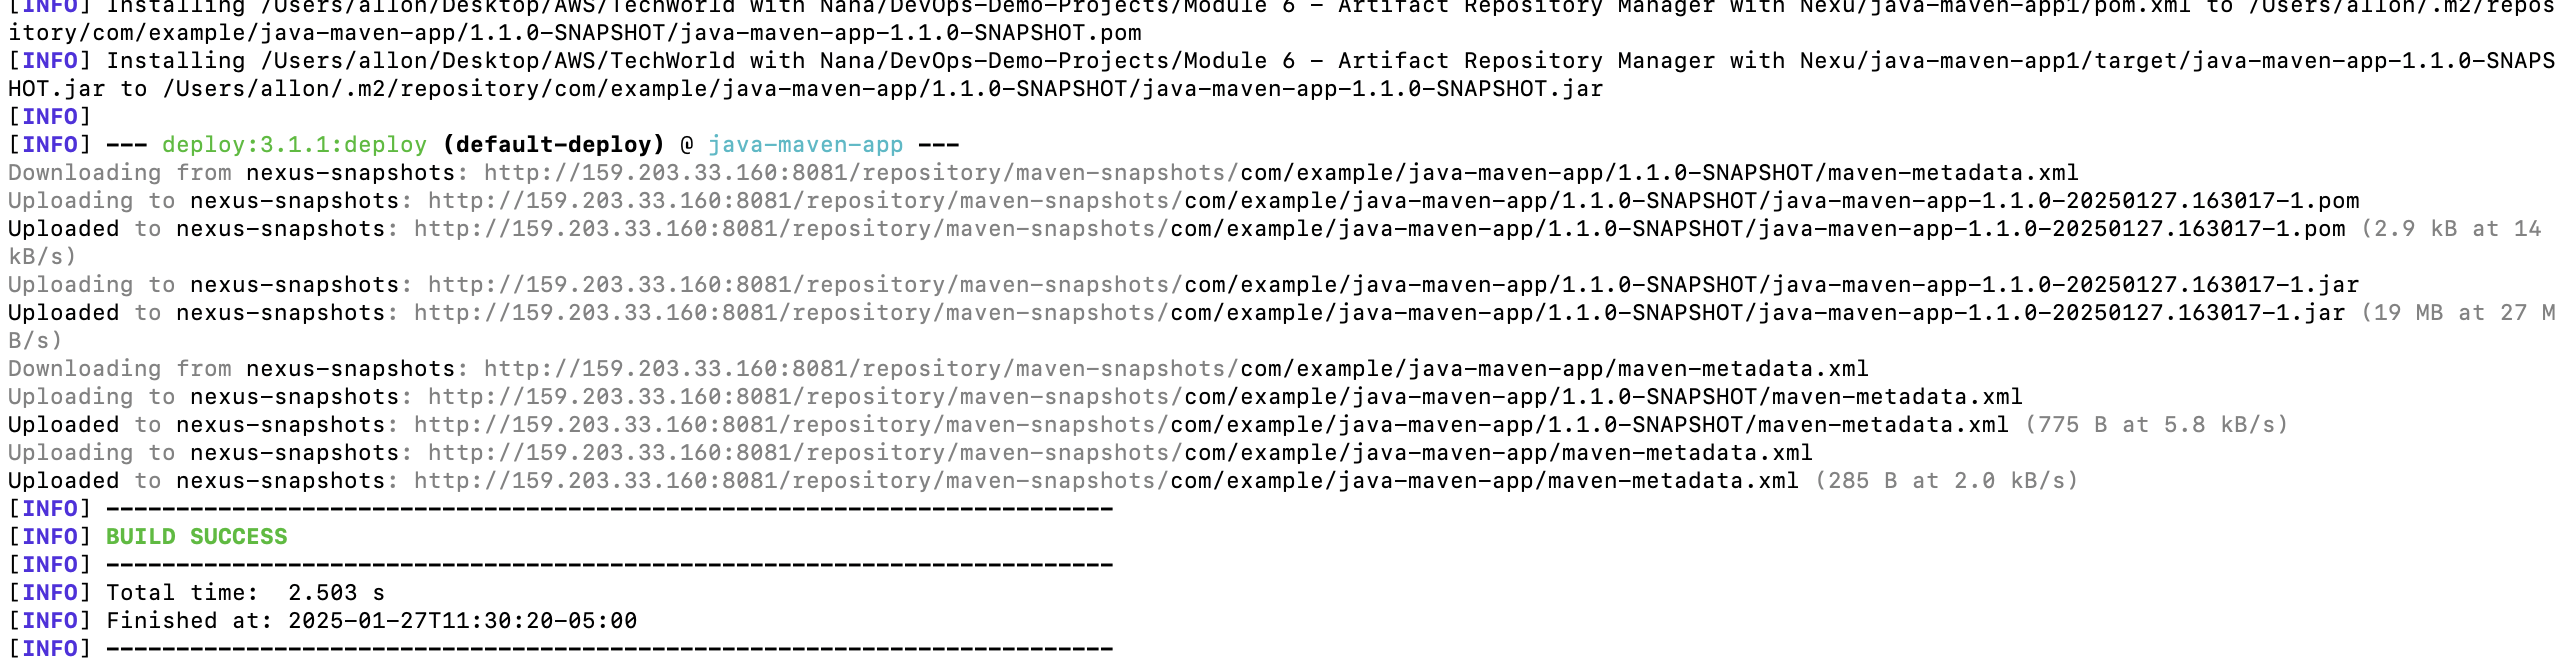 [INFO] Installing /Users/allon/Desktop/AWS/TechWorld with Nana/DevOps-Demo-Projects/Module 6 - Artifact Repository Manager with Nexu/java-maven-app1/pom.xml to /Users/allon/.m2/repos
itory/com/example/java-maven-app/1.1.0-SNAPSHOT/java-maven-app-1.1.0-SNAPSHOT.pom
[INFO] Installing /Users/allon/Desktop/AWS/TechWorld with Nana/DevOps-Demo-Projects/Module 6 - Artifact Repository Manager with Nexu/java-maven-app1/target/java-maven-app-1.1.0-SNAPS
HOT.jar to /Users/allon/.m2/repository/com/example/java-maven-app/1.1.0-SNAPSHOT/java-maven-app-1.1.0-SNAPSHOT.jar
[INFO]
[INFO] --- deploy:3.1.1:deploy (default-deploy) @ java-maven-app ---
Downloading from nexus-snapshots: http://159.203.33.160:8081/repository/maven-snapshots/com/example/java-maven-app/1.1.0-SNAPSHOT/maven-metadata.xml
Uploading to nexus-snapshots: http://159.203.33.160:8081/repository/maven-snapshots/com/example/java-maven-app/1.1.0-SNAPSHOT/java-maven-app-1.1.0-20250127.163017-1.pom
Uploaded to nexus-snapshots: http://159.203.33.160:8081/repository/maven-snapshots/com/example/java-maven-app/1.1.0-SNAPSHOT/java-maven-app-1.1.0-20250127.163017-1.pom (2.9 kB at 14
kB/s)
Uploading to nexus-snapshots: http://159.203.33.160:8081/repository/maven-snapshots/com/example/java-maven-app/1.1.0-SNAPSHOT/java-maven-app-1.1.0-20250127.163017-1.jar
Uploaded to nexus-snapshots: http://159.203.33.160:8081/repository/maven-snapshots/com/example/java-maven-app/1.1.0-SNAPSHOT/java-maven-app-1.1.0-20250127.163017-1.jar (19 MB at 27 M
B/s)
Downloading from nexus-snapshots: http://159.203.33.160:8081/repository/maven-snapshots/com/example/java-maven-app/maven-metadata.xml
Uploading to nexus-snapshots: http://159.203.33.160:8081/repository/maven-snapshots/com/example/java-maven-app/1.1.0-SNAPSHOT/maven-metadata.xml
Uploaded to nexus-snapshots: http://159.203.33.160:8081/repository/maven-snapshots/com/example/java-maven-app/1.1.0-SNAPSHOT/maven-metadata.xml (775 B at 5.8 kB/s)
Uploading to nexus-snapshots: http://159.203.33.160:8081/repository/maven-snapshots/com/example/java-maven-app/maven-metadata.xml
Uploaded to nexus-snapshots: http://159.203.33.160:8081/repository/maven-snapshots/com/example/java-maven-app/maven-metadata.xml (285 B at 2.0 kB/s)
[INFO] ------------------------------------------------------------------------
[INFO] BUILD SUCCESS
[INFO] ------------------------------------------------------------------------
[INFO] Total time:  2.503 s
[INFO] Finished at: 2025-01-27T11:30:20-05:00
[INFO] ------------------------------------------------------------------------